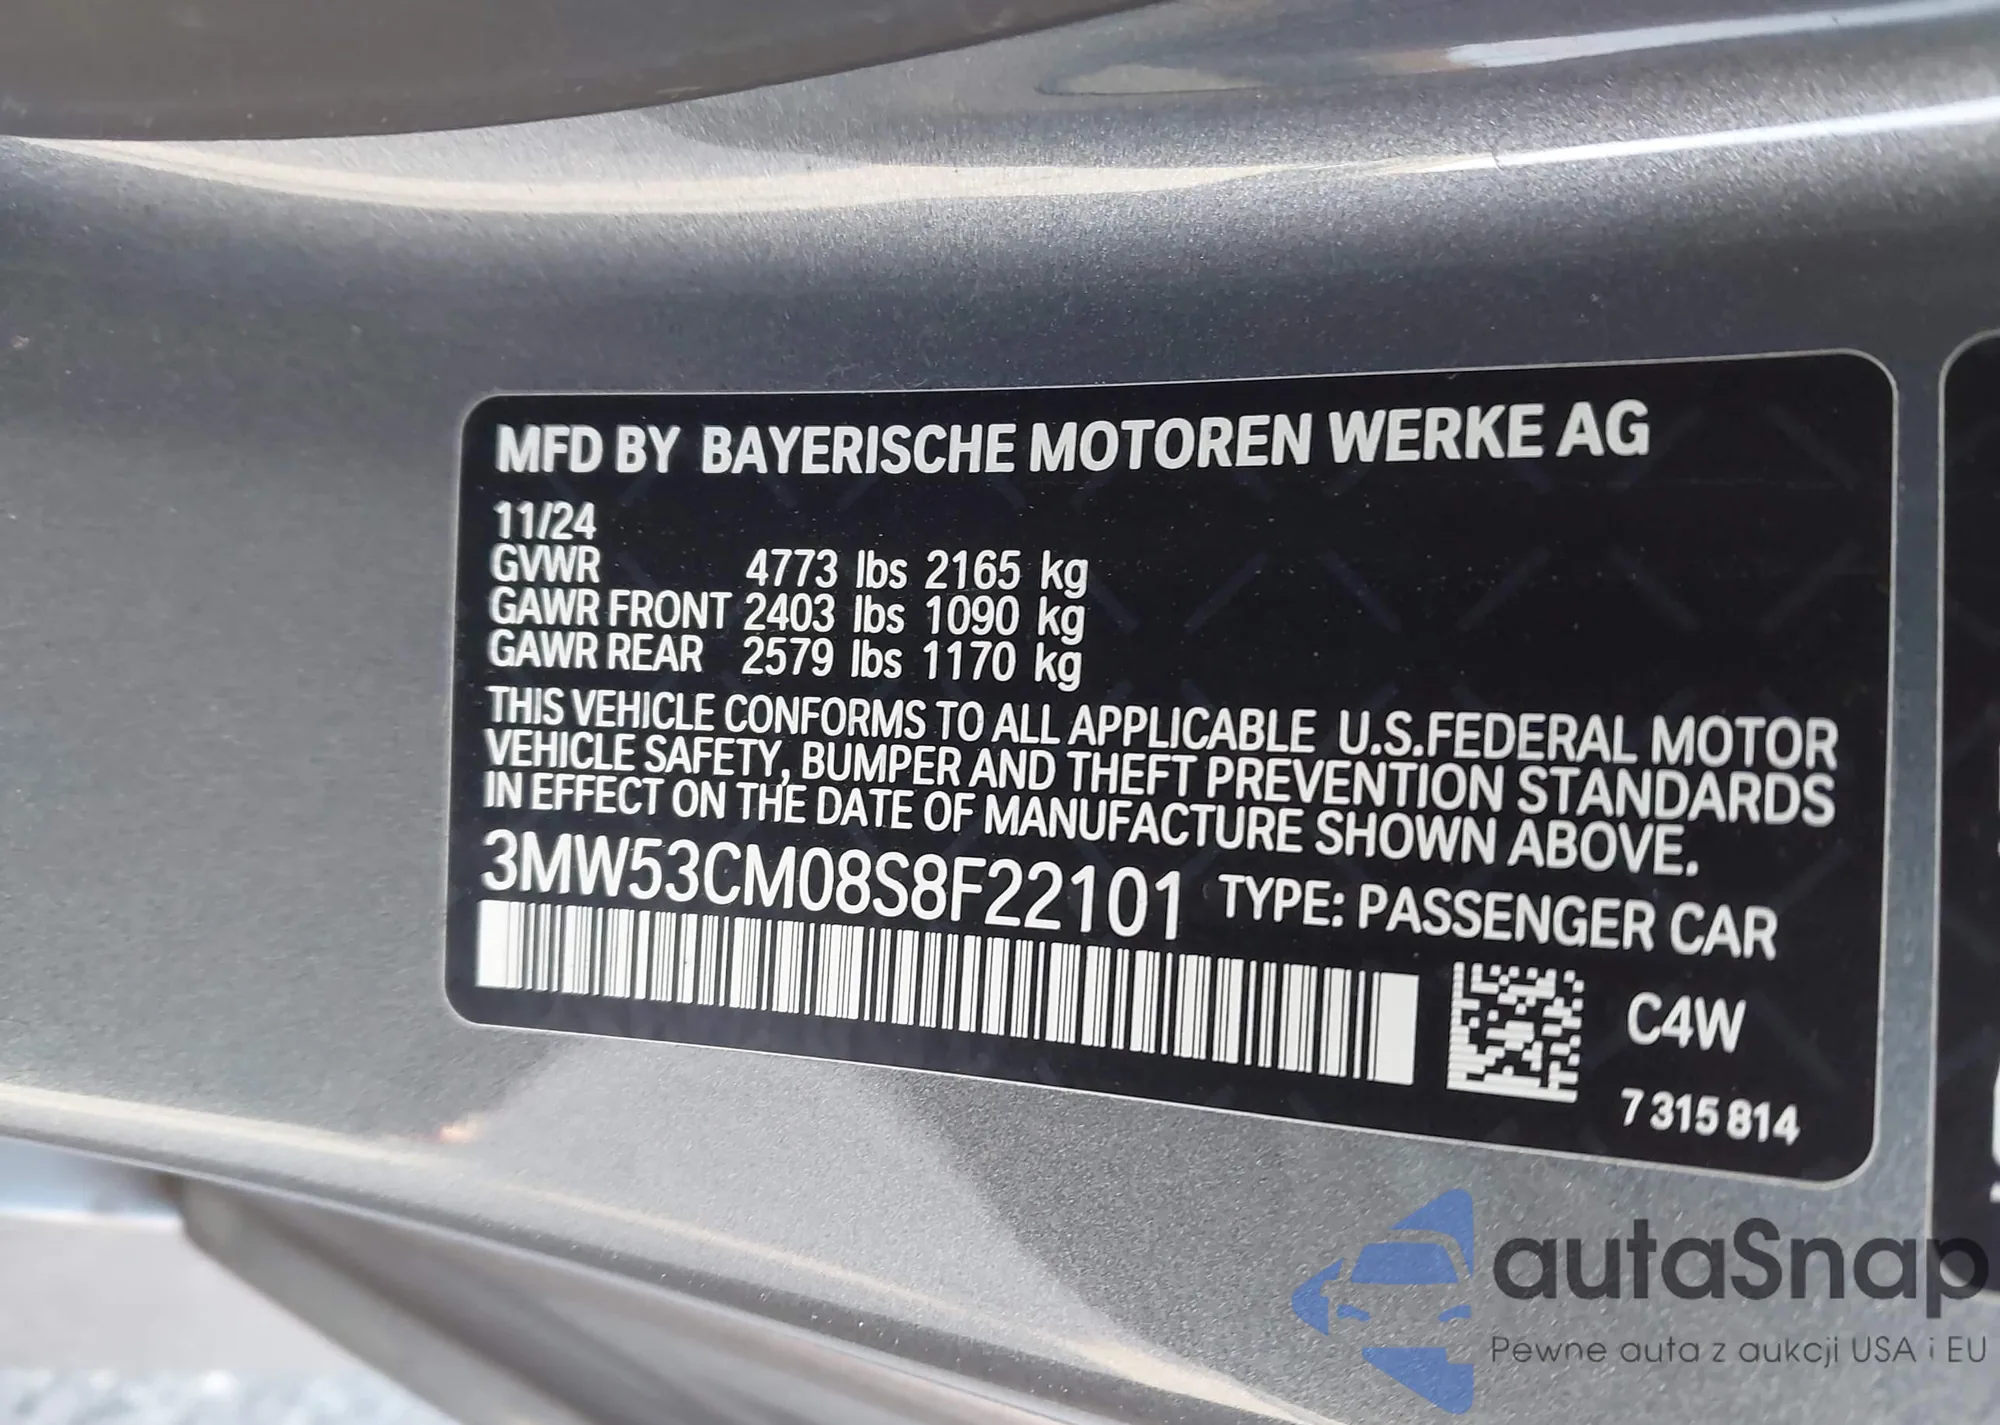 MFD BY BAYERISCHE MOTOREN WERKE AG
11/24
GVWR 4773 lbs 2165 kg
GAWR FRONT 2403 lbs 1090 kg
GAWR REAR 2579 lbs 1170 kg
THIS VEHICLE CONFORMS TO ALL APPLICABLE U.S.FEDERAL MOTOR
VEHICLE SAFETY, BUMPER AND THEFT PREVENTION STANDARDS
IN EFFECT ON THE DATE OF MANUFACTURE SHOWN ABOVE.
3MW53CM08S8F22101 TYPE: PASSENGER CAR
C4W
7 315 814
autaSnap
Pewne auta z aukcji USA i EU